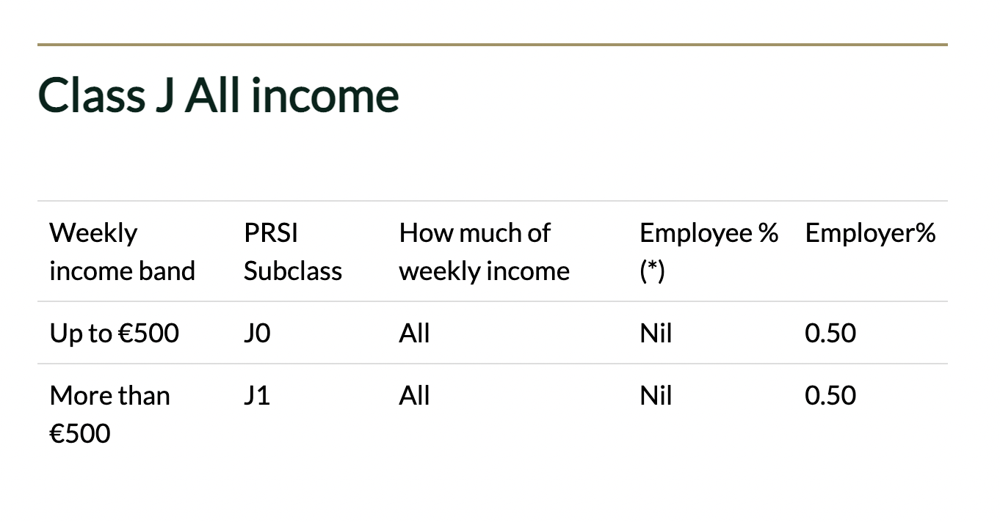 Class J All income
Weekly income band PRSI Subclass How much of weekly income Employee % (*) Employer%
Up to €500 J0 All Nil 0.50
More than €500 J1 All Nil 0.50